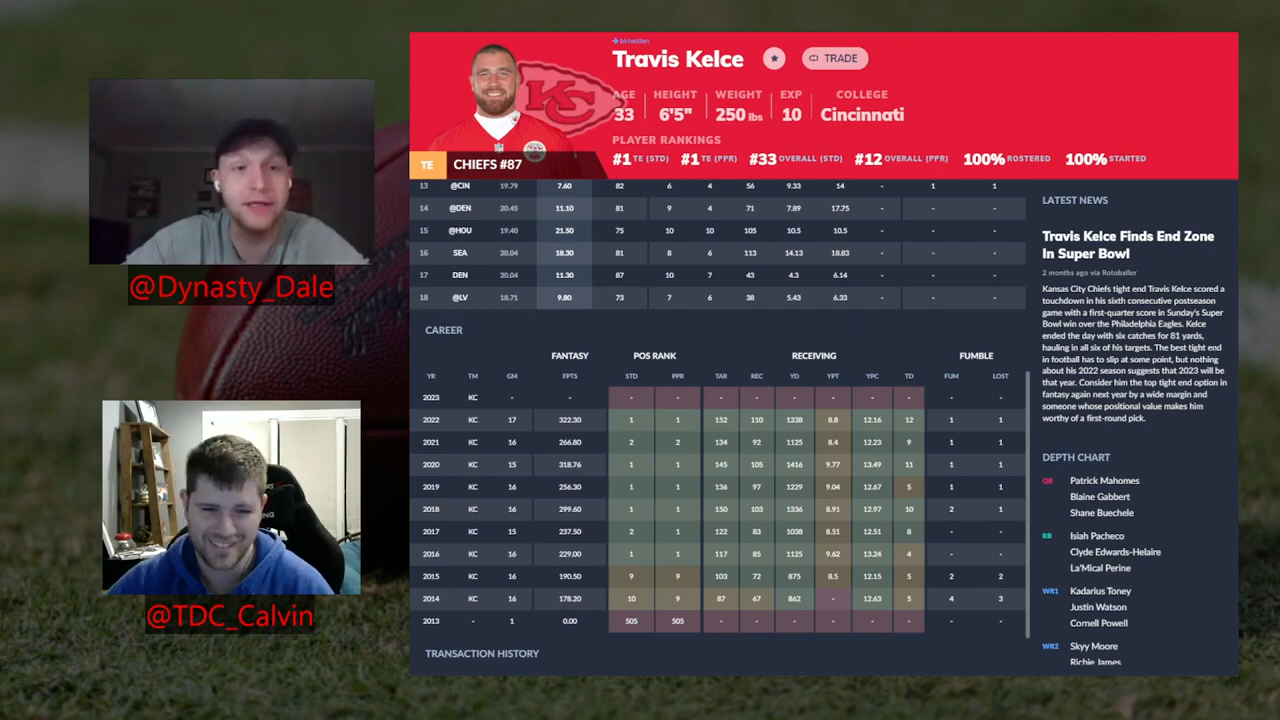 @Dynasty_Dale
@TDC_Calvin
bkhelden
Travis Kelce
TRADE
AGE HEIGHT WEIGHT EXP COLLEGE
33 6'5" 250 lbs 10 Cincinnati
PLAYER RANKINGS
#1 TE (STD) #1 TE (PPR) #33 OVERALL (STD) #12 OVERALL (PPR) 100% ROSTERED 100% STARTED
KC
TE CHIEFS #87
13 @CIN 19.79 7.60 82 6 4 56 9.33 14 - 1 1
14 @DEN 20.45 11.10 81 9 4 71 7.89 17.75 - - -
15 @HOU 19.40 21.50 75 10 10 105 10.5 10.5 - - -
16 SEA 20.04 18.30 81 8 6 113 14.13 18.83 - - -
17 DEN 20.04 11.30 87 10 7 43 4.3 6.14 - - -
18 @LV 18.71 9.80 73 7 6 38 5.43 6.33 - - -
CAREER
FANTASY POS RANK RECEIVING FUMBLE
YR TM GM FPTS STD PPR TAR REC YD YPT YPC TD FUM LOST
2023 KC - - - - - - - - - - - -
2022 KC 17 322.30 1 1 152 110 1338 8.8 12.16 12 1 1
2021 KC 16 266.80 2 2 134 92 1125 8.4 12.23 9 1 1
2020 KC 15 318.76 1 1 145 105 1416 9.77 13.49 11 1 1
2019 KC 16 256.30 1 1 136 97 1229 9.04 12.67 5 1 1
2018 KC 16 299.60 1 1 150 103 1336 8.91 12.97 10 2 1
2017 KC 15 237.50 2 1 122 83 1038 8.51 12.51 8 - -
2016 KC 16 229.00 1 1 117 85 1125 9.62 13.24 4 - -
2015 KC 16 190.50 9 9 103 72 875 8.5 12.15 5 2 2
2014 KC 16 178.20 10 9 87 67 862 - 12.63 5 4 3
2013 - 1 0.00 505 505 - - - - - - - -
TRANSACTION HISTORY
LATEST NEWS
Travis Kelce Finds End Zone
In Super Bowl
2 months ago via Rotoballer
Kansas City Chiefs tight end Travis Kelce scored a
touchdown in his sixth consecutive postseason
game with a first-quarter score in Sunday's Super
Bowl win over the Philadelphia Eagles. Kelce
ended the day with six catches for 81 yards,
hauling in all six of his targets. The best tight end
in football has to slip at some point, but nothing
about his 2022 season suggests that 2023 will be
that year. Consider him the top tight end option in
fantasy again next year by a wide margin and
someone whose positional value makes him
worthy of a first-round pick.
DEPTH CHART
QB Patrick Mahomes
Blaine Gabbert
Shane Buechele
RB Isiah Pacheco
Clyde Edwards-Helaire
La'Mical Perine
WR1 Kadarius Toney
Justin Watson
Cornell Powell
WR2 Skyy Moore
Richie James